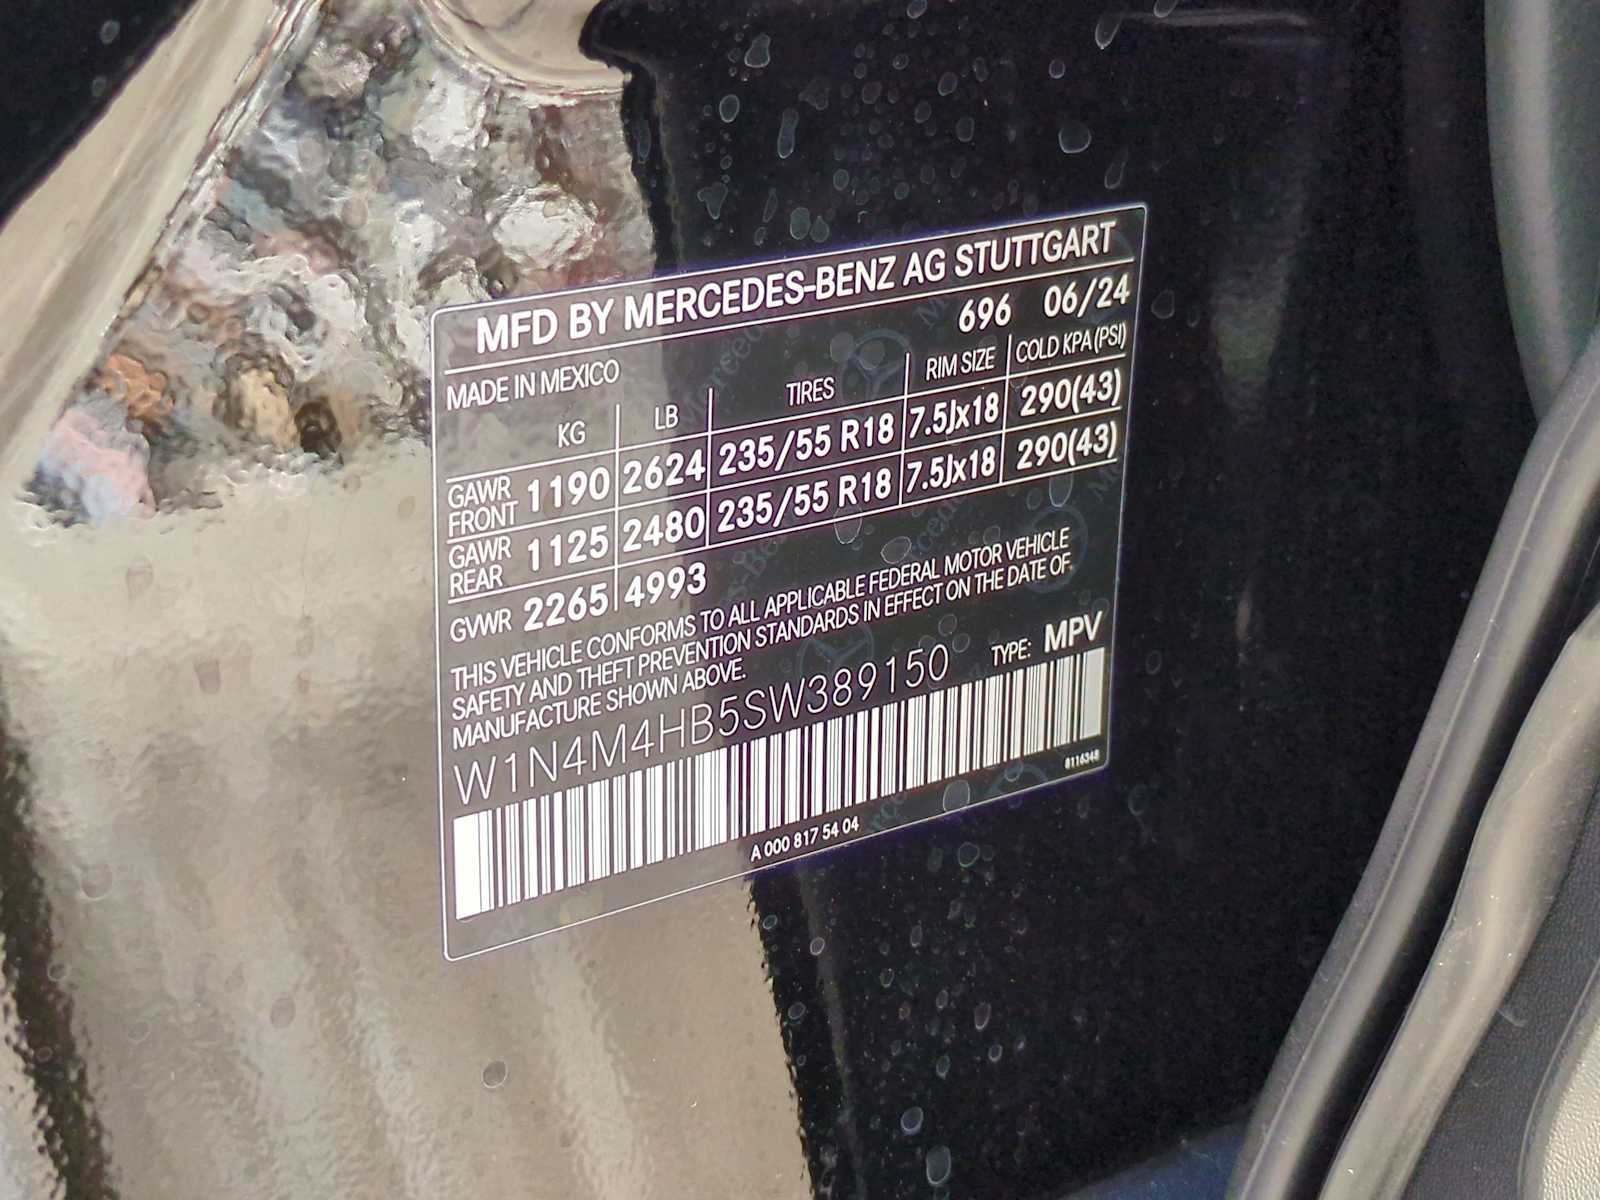 MFD BY MERCEDES-BENZ AG STUTTGART
696 06/24
MADE IN MEXICO
KG LB TIRES RIM SIZE COLD KPA(PSI)
GAWR FRONT 1190 2624 235/55 R18 7.5Jx18 290(43)
GAWR REAR 1125 2480 235/55 R18 7.5Jx18 290(43)
GVWR 2265 4993
THIS VEHICLE CONFORMS TO ALL APPLICABLE FEDERAL MOTOR VEHICLE
SAFETY AND THEFT PREVENTION STANDARDS IN EFFECT ON THE DATE OF
MANUFACTURE SHOWN ABOVE.
TYPE: MPV
W1N4M4HB5SW389150
8116348
A 000 817 54 04